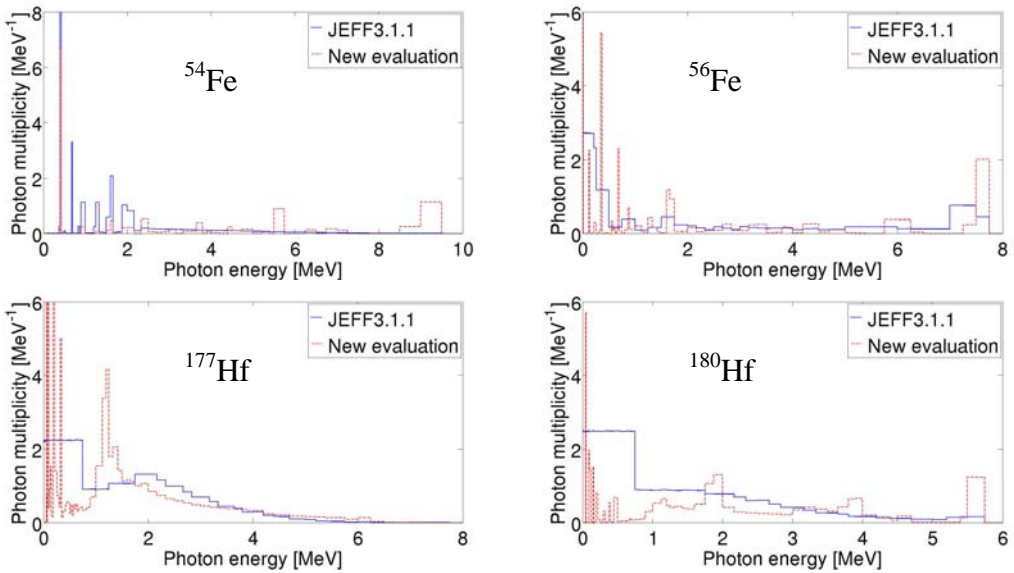 Photon multiplicity [MeV⁻¹]
8
6
4
2
0
JEFF3.1.1
New evaluation
⁵⁴Fe
0 2 4 6 8 10
Photon energy [MeV]
Photon multiplicity [MeV⁻¹]
6
4
2
0
JEFF3.1.1
New evaluation
⁵⁶Fe
0 2 4 6 8
Photon energy [MeV]
Photon multiplicity [MeV⁻¹]
6
4
2
0
JEFF3.1.1
New evaluation
¹⁷⁷Hf
0 2 4 6 8
Photon energy [MeV]
Photon multiplicity [MeV⁻¹]
6
4
2
0
JEFF3.1.1
New evaluation
¹⁸⁰Hf
0 1 2 3 4 5 6
Photon energy [MeV]